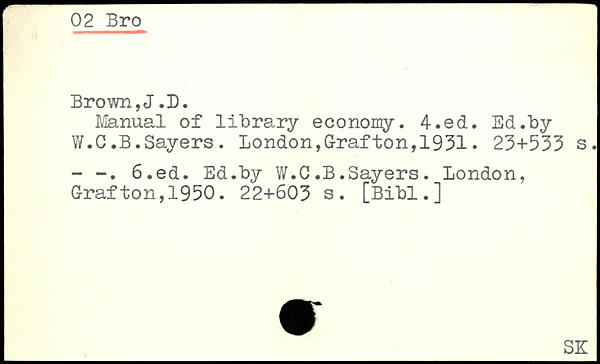 02 Bro
Brown,J.D.
Manual of library economy. 4.ed. Ed.by
W.C.B.Sayers. London,Grafton,1931. 23+533 s.
- -. 6.ed. Ed.by W.C.B.Sayers. London,
Grafton,1950. 22+603 s. [Bibl.]
SK